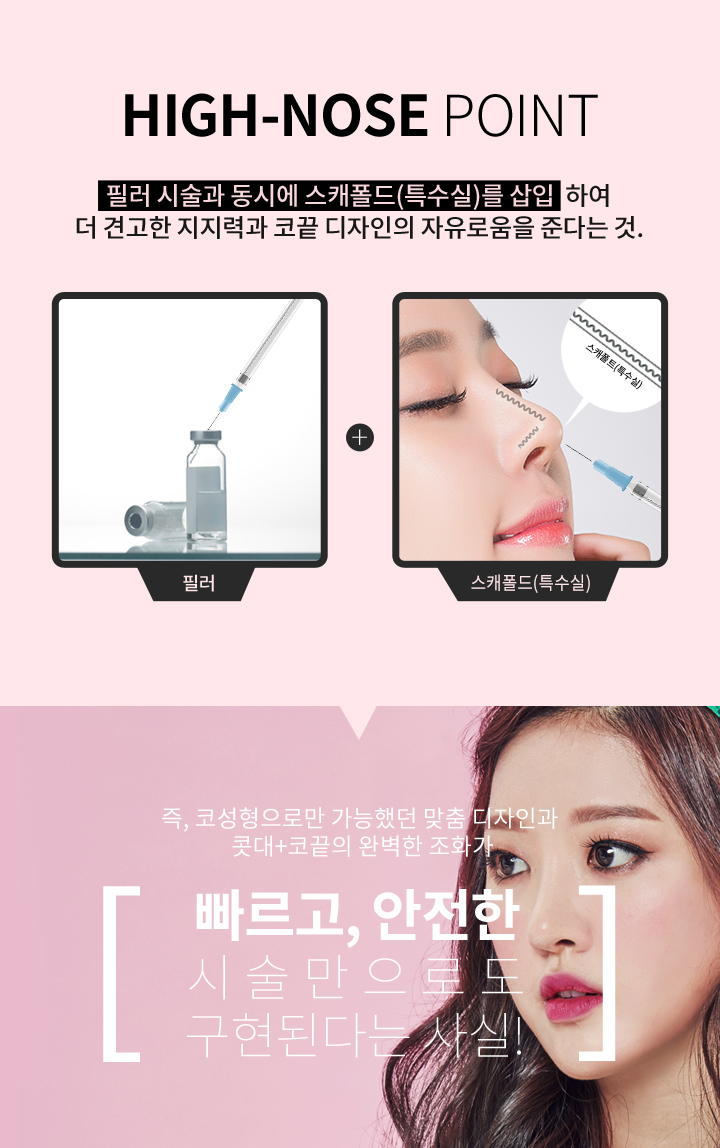 HIGH-NOSE POINT
필러 시술과 동시에 스캐폴드(특수실)를 삽입 하여
더 견고한 지지력과 코끝 디자인의 자유로움을 준다는 것.
스캐폴트(특수실)
필러
스캐폴드(특수실)
즉, 코성형으로만 가능했던 맞춤 디자인과
콧대+코끝의 완벽한 조화가
빠르고, 안전한
시술만으로도
구현된다는 사실!